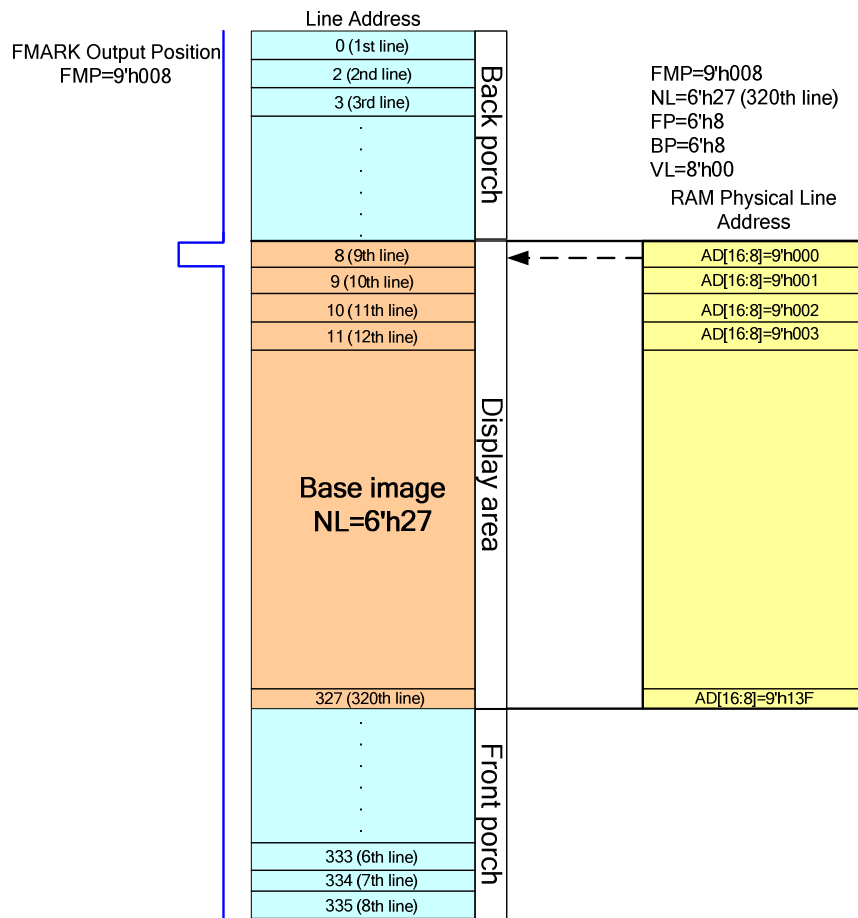 Line Address
FMARK Output Position
FMP=9'h008
0 (1st line)
2 (2nd line)
3 (3rd line)
.
.
.
.
.
.
Back porch
FMP=9'h008
NL=6'h27 (320th line)
FP=6'h8
BP=6'h8
VL=8'h00
RAM Physical Line
Address
8 (9th line)
9 (10th line)
10 (11th line)
11 (12th line)
Base image
NL=6'h27
327 (320th line)
Display area
AD[16:8]=9'h000
AD[16:8]=9'h001
AD[16:8]=9'h002
AD[16:8]=9'h003
AD[16:8]=9'h13F
.
.
.
.
.
.
333 (6th line)
334 (7th line)
335 (8th line)
Front porch